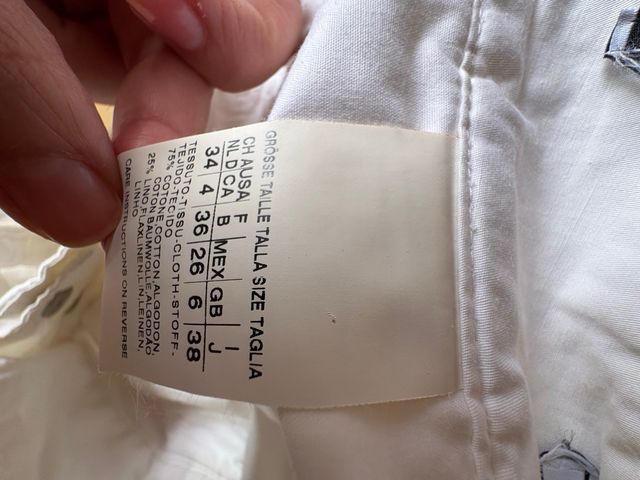 GRÖSSE TAILLE TALLA SIZE TAGLIA
CH A USA F | |
NL D CA B MEX GB J
34 4 36 26 6 38
TESSUTO-TISSU-CLOTH-STOFF-
TEJIDO-TECIDO
75% COTONE,COTTON,ALGODON,
COTON,BAUMWOLLE,ALGODÃO
25% LINO,FLAX,LINEN,LIN,LEINEN,
LINHO
CARE INSTRUCTIONS ON REVERSE